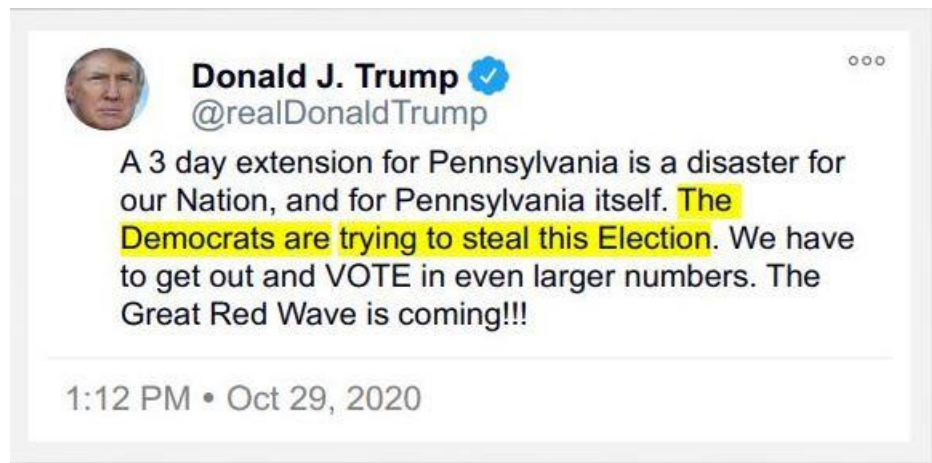 Donald J. Trump
@realDonaldTrump
A 3 day extension for Pennsylvania is a disaster for
our Nation, and for Pennsylvania itself. The
Democrats are trying to steal this Election. We have
to get out and VOTE in even larger numbers. The
Great Red Wave is coming!!!
1:12 PM • Oct 29, 2020